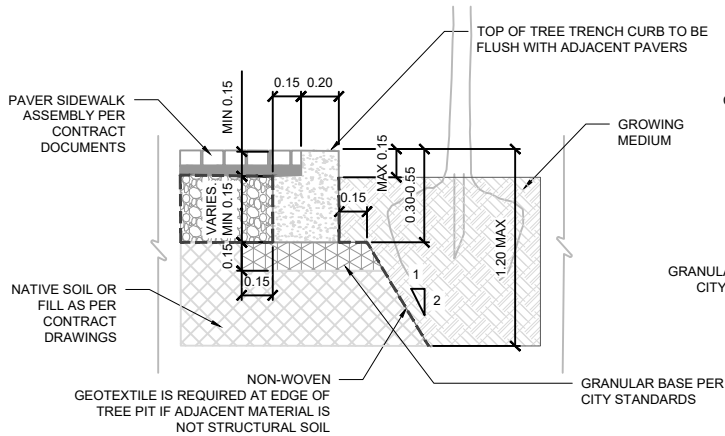 TOP OF TREE TRENCH CURB TO BE
FLUSH WITH ADJACENT PAVERS
0.15
0.20
MIN 0.15
PAVER SIDEWALK
ASSEMBLY PER
CONTRACT
DOCUMENTS
GROWING
MEDIUM
MAX 0.15
0.30-0.55
0.15
VARIES.
MIN 0.15
1.20 MAX
0.15
0.15
1
2
NATIVE SOIL OR
FILL AS PER
CONTRACT
DRAWINGS
GRANULA
CITY
NON-WOVEN
GEOTEXTILE IS REQUIRED AT EDGE OF
TREE PIT IF ADJACENT MATERIAL IS
NOT STRUCTURAL SOIL
GRANULAR BASE PER
CITY STANDARDS